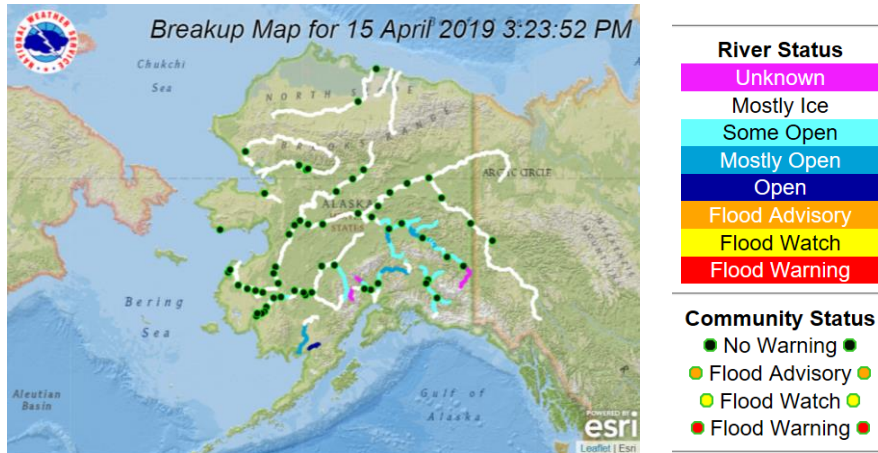 NATIONAL WEATHER SERVICE
Breakup Map for 15 April 2019 3:23:52 PM
Chukchi
Sea
NORTH SLOPE
BROOKS RANGE
ARCTIC CIRCLE
ALASKA
STATES
Bering
Sea
Aleutian
Basin
Gulf of
Alaska
POWERED BY
esri
Leaflet | Esri
River Status
Unknown
Mostly Ice
Some Open
Mostly Open
Open
Flood Advisory
Flood Watch
Flood Warning
Community Status
No Warning
Flood Advisory
Flood Watch
Flood Warning